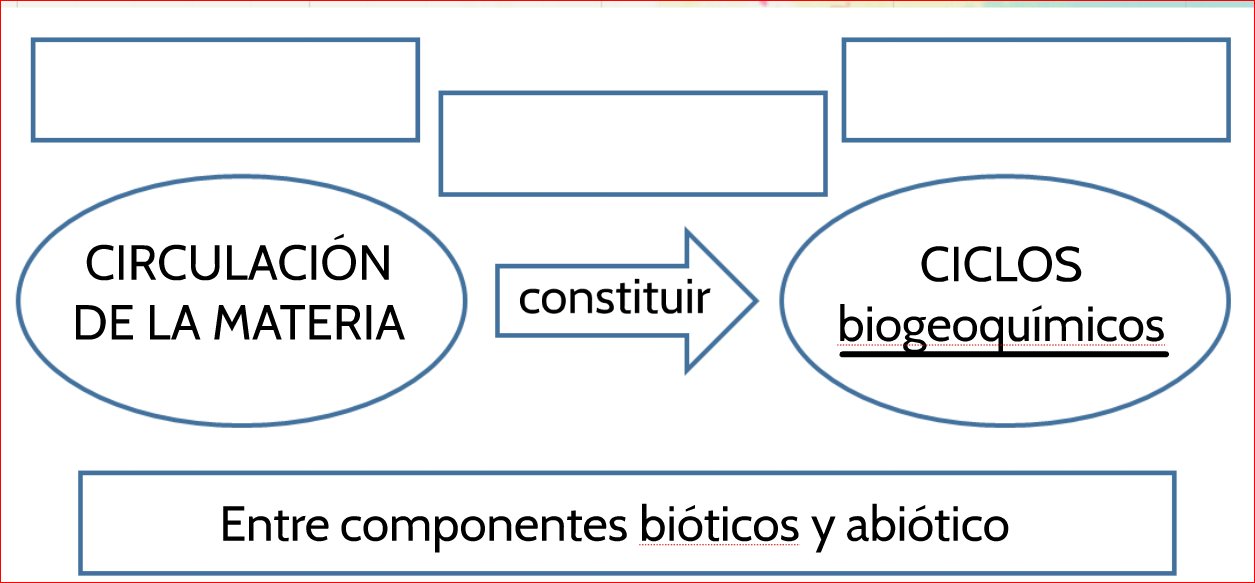 CIRCULACIÓN
DE LA MATERIA
constituir
CICLOS
biogeoquímicos
Entre componentes bióticos y abiótico